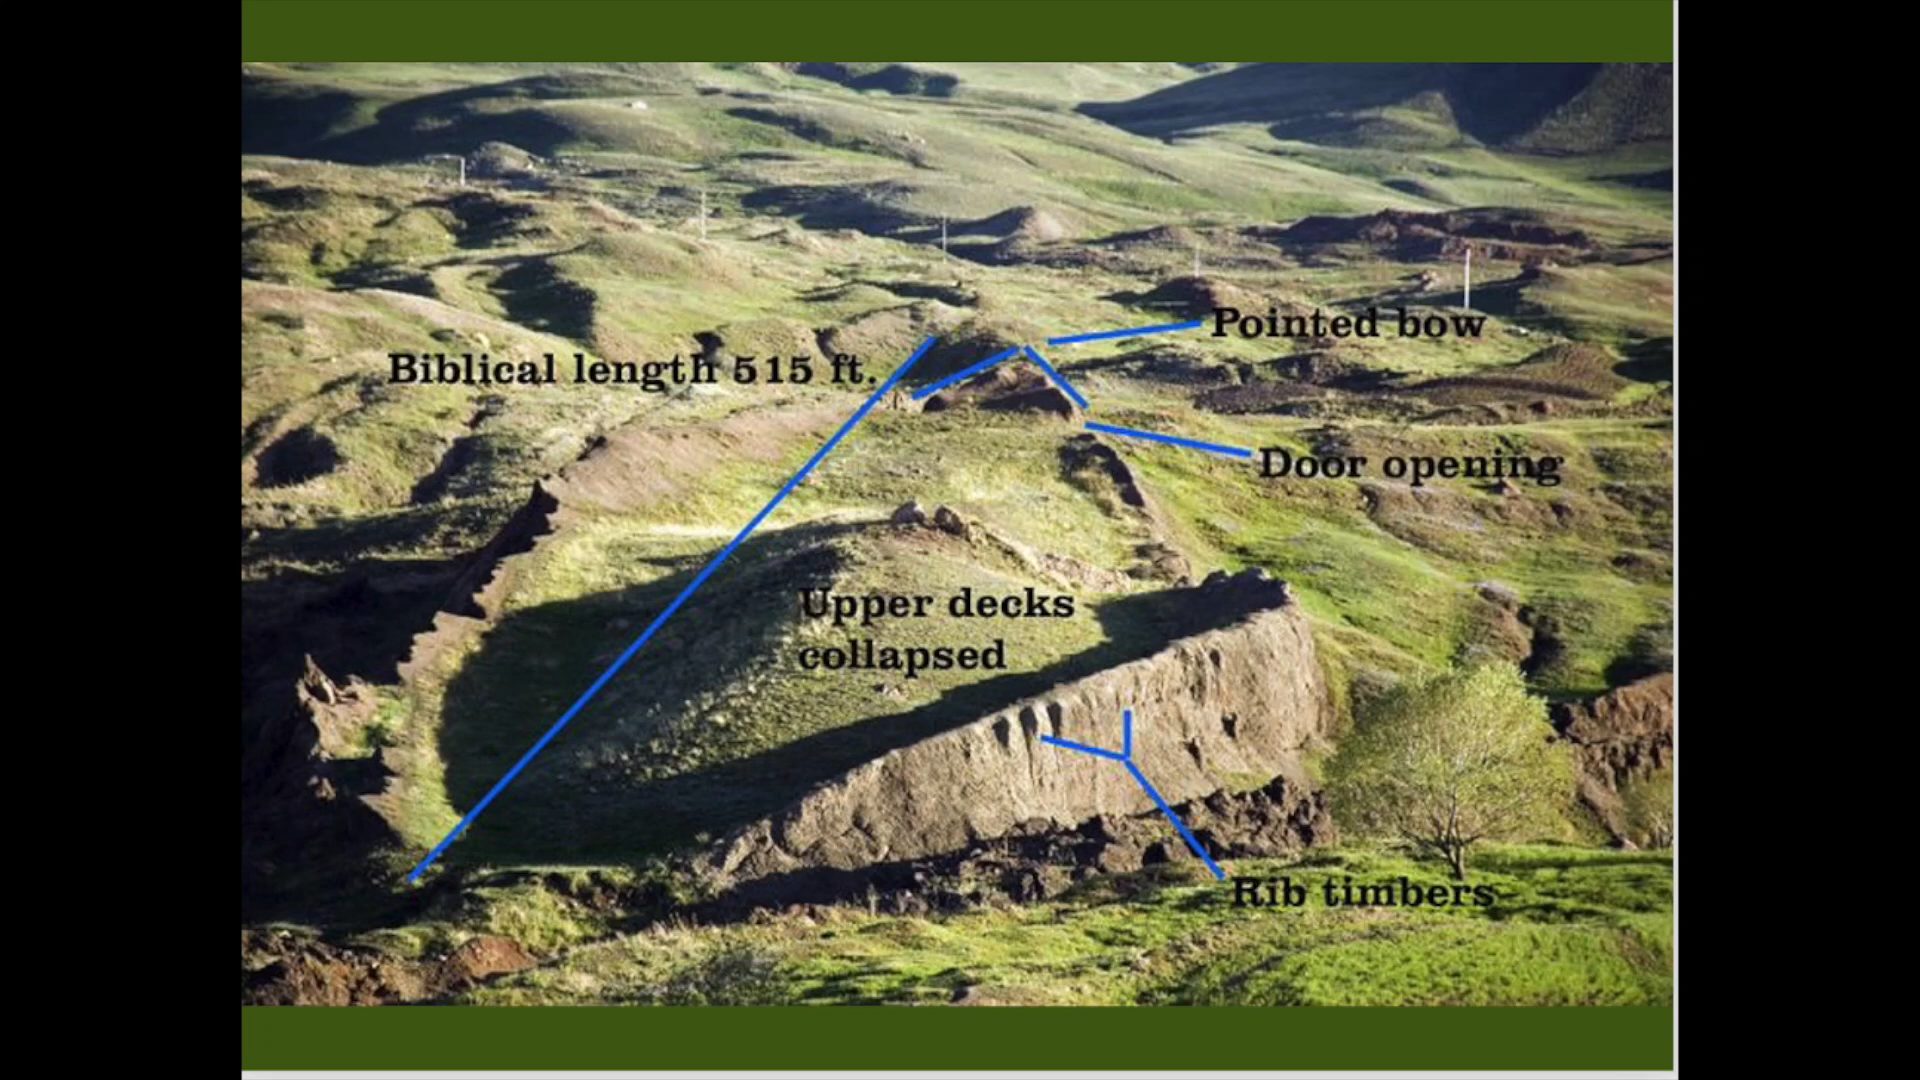 Pointed bow
Biblical length 515 ft.
Door opening
Upper decks
collapsed
Rib timbers